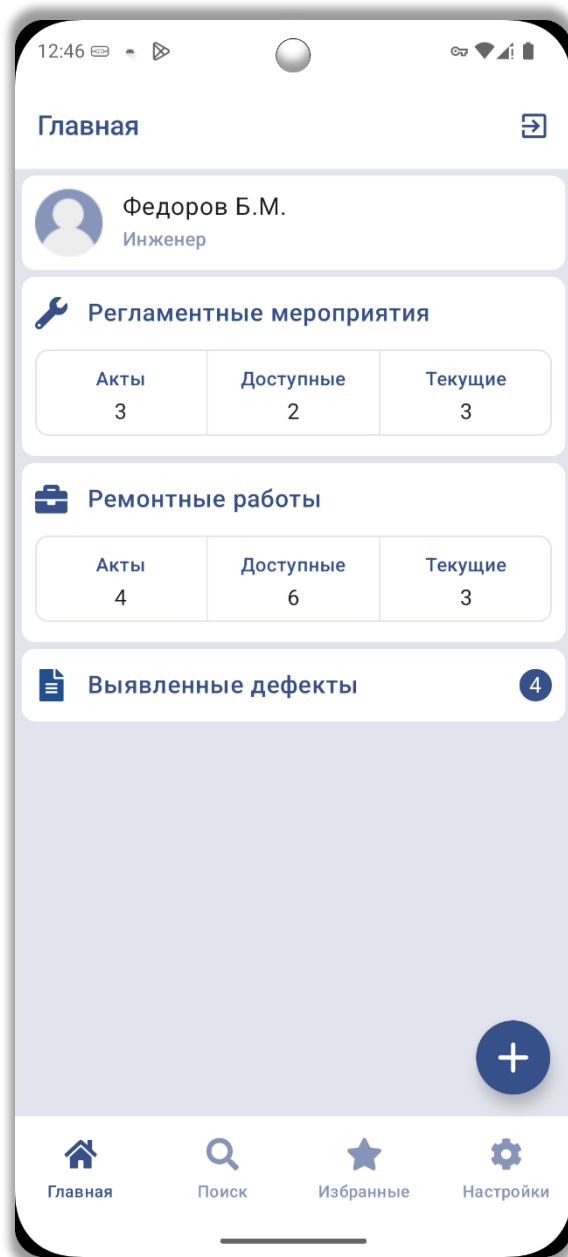 12:46
Главная
Федоров Б.М.
Инженер
Регламентные мероприятия
Акты Доступные Текущие
3 2 3
Ремонтные работы
Акты Доступные Текущие
4 6 3
Выявленные дефекты 4
Главная Поиск Избранные Настройки